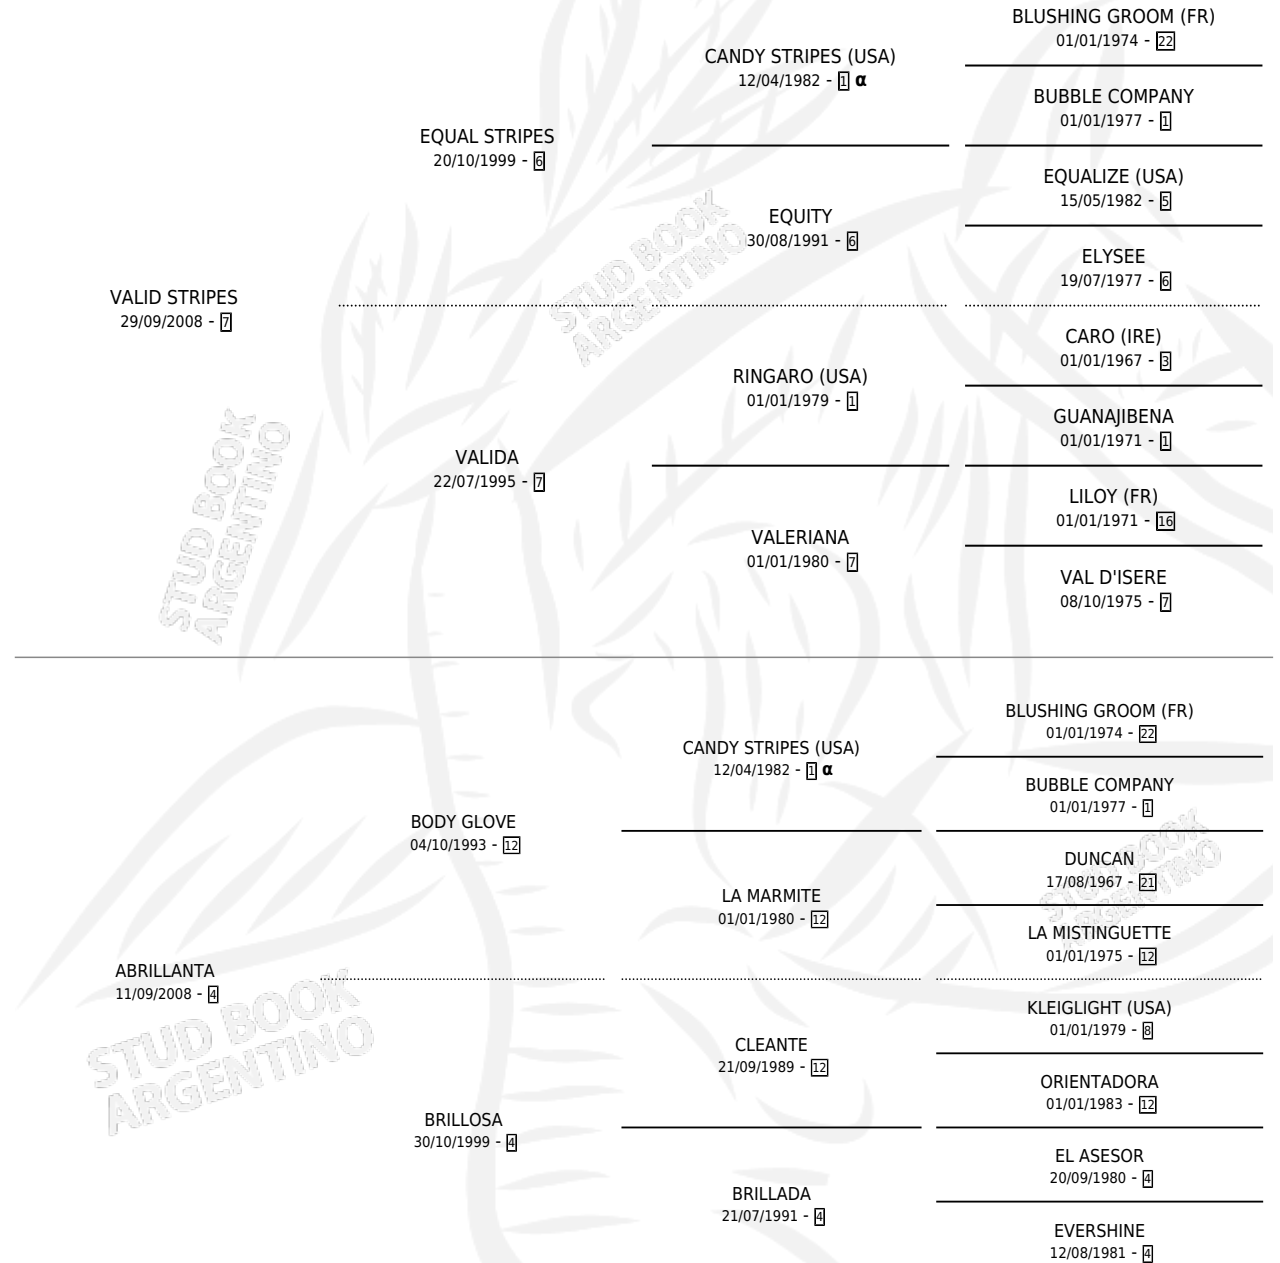 BLUSHING GROOM (FR)
01/01/1974 - 22
CANDY STRIPES (USA)
12/04/1982 - 1 α
BUBBLE COMPANY
01/01/1977 - 1
EQUAL STRIPES
20/10/1999 - 6
EQUALIZE (USA)
15/05/1982 - 5
EQUITY
30/08/1991 - 6
ELYSEE
19/07/1977 - 6
VALID STRIPES
29/09/2008 - 7
CARO (IRE)
01/01/1967 - 3
RINGARO (USA)
01/01/1979 - 1
GUANAJIBENA
01/01/1971 - 1
VALIDA
22/07/1995 - 7
LILOY (FR)
01/01/1971 - 16
VALERIANA
01/01/1980 - 7
VAL D'ISERE
08/10/1975 - 7
STUD BOOK
ARGENTINO
STUD BOOK
ARGENTINO
BLUSHING GROOM (FR)
01/01/1974 - 22
CANDY STRIPES (USA)
12/04/1982 - 1 α
BUBBLE COMPANY
01/01/1977 - 1
BODY GLOVE
04/10/1993 - 12
DUNCAN
17/08/1967 - 21
LA MARMITE
01/01/1980 - 12
LA MISTINGUETTE
01/01/1975 - 12
ABRILLANTA
11/09/2008 - 4
KLEIGLIGHT (USA)
01/01/1979 - 8
CLEANTE
21/09/1989 - 12
ORIENTADORA
01/01/1983 - 12
BRILLOSA
30/10/1999 - 4
EL ASESOR
20/09/1980 - 4
BRILLADA
21/07/1991 - 4
EVERSHINE
12/08/1981 - 4
STUD BOOK
ARGENTINO
STUD BOOK
ARGENTINO